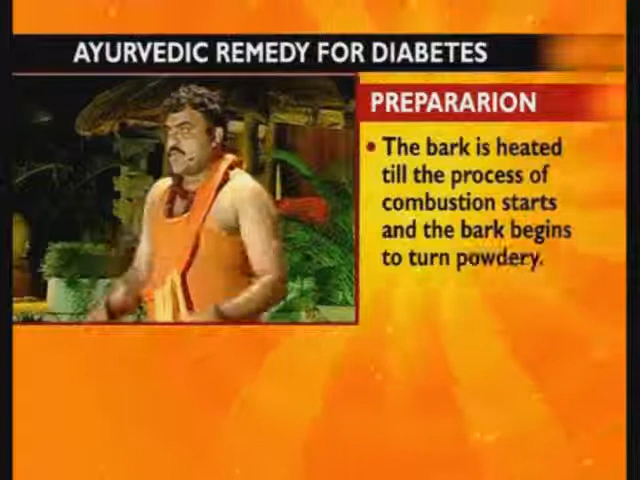 AYURVEDIC REMEDY FOR DIABETES
PREPARARION
• The bark is heated
till the process of
combustion starts
and the bark begins
to turn powdery.